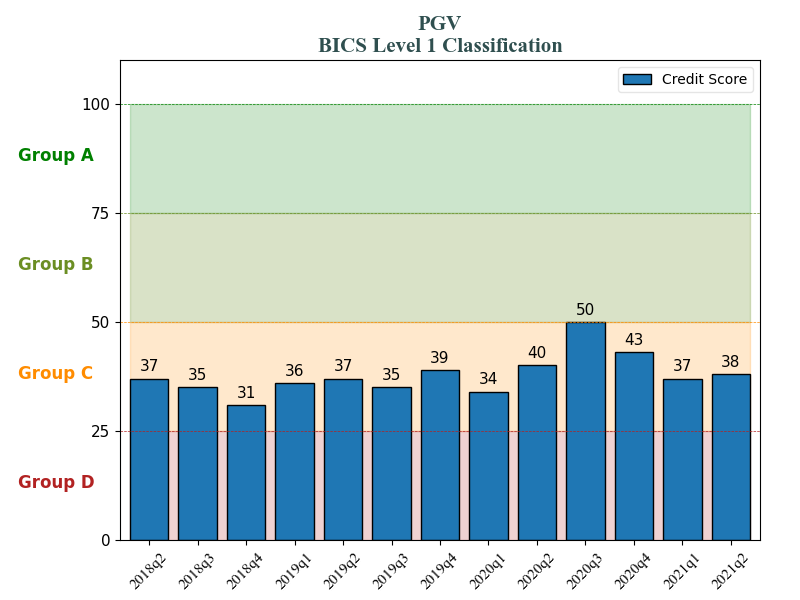 PGV
BICS Level 1 Classification
Credit Score
100
Group A
75
Group B
50
Group C
25
Group D
0
37
35
31
36
37
35
39
34
40
50
43
37
38
2018q2
2018q3
2018q4
2019q1
2019q2
2019q3
2019q4
2020q1
2020q2
2020q3
2020q4
2021q1
2021q2